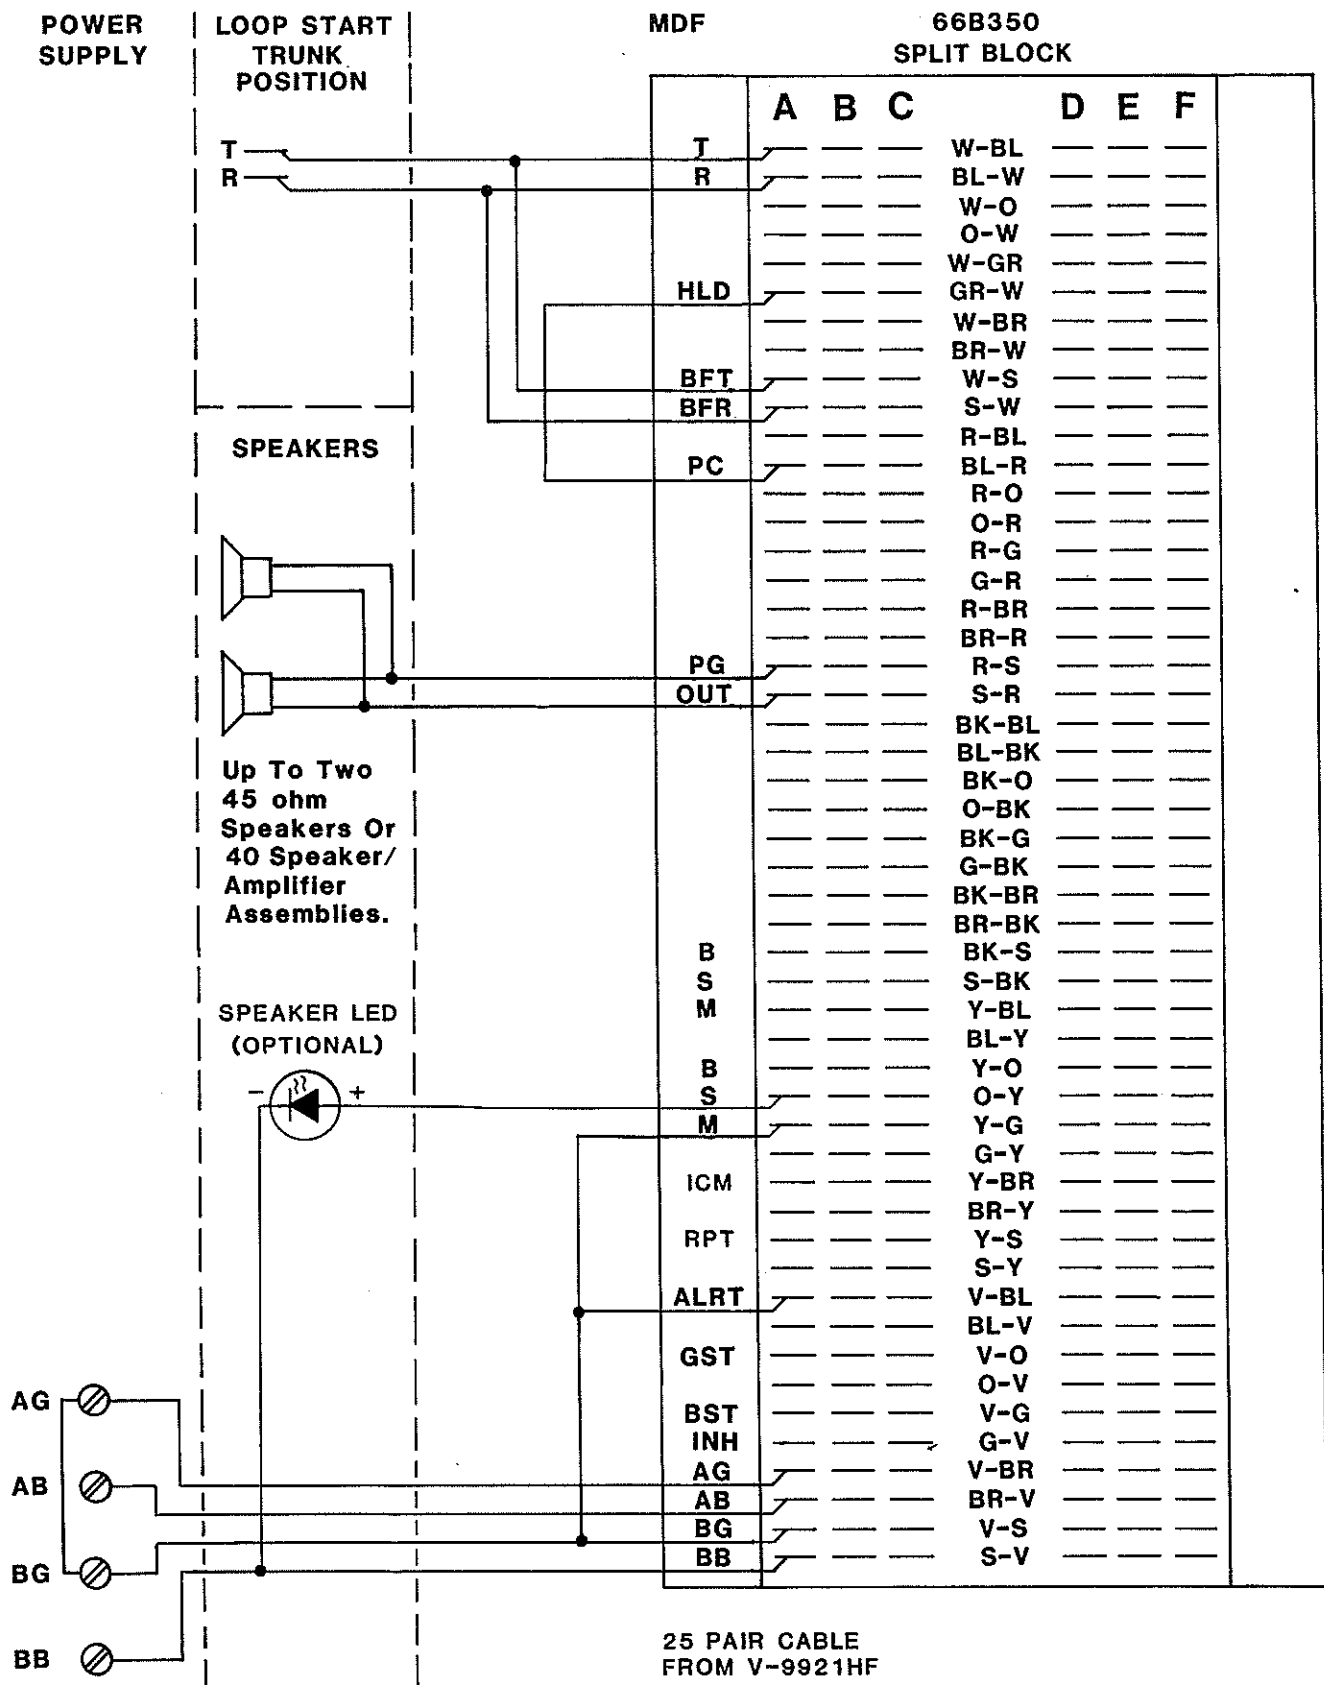 POWER
SUPPLY
LOOP START
TRUNK
POSITION
MDF
66B350
SPLIT BLOCK
A B C D E F
T T W-BL
R R BL-W
W-O
O-W
W-GR
HLD GR-W
W-BR
BR-W
BFT W-S
BFR S-W
SPEAKERS R-BL
PC BL-R
R-O
O-R
R-G
G-R
R-BR
BR-R
PG R-S
OUT S-R
BK-BL
BL-BK
BK-O
O-BK
BK-G
G-BK
BK-BR
BR-BK
Up To Two
45 ohm
Speakers Or
40 Speaker/
Amplifier
Assemblies.
B BK-S
S S-BK
M Y-BL
BL-Y
SPEAKER LED
(OPTIONAL)
B Y-O
- + S O-Y
M Y-G
G-Y
ICM Y-BR
BR-Y
RPT Y-S
S-Y
ALRT V-BL
BL-V
GST V-O
O-V
AG BST V-G
INH G-V
AG V-BR
AB AB BR-V
BG V-S
BG BB S-V
BB
25 PAIR CABLE
FROM V-9921HF